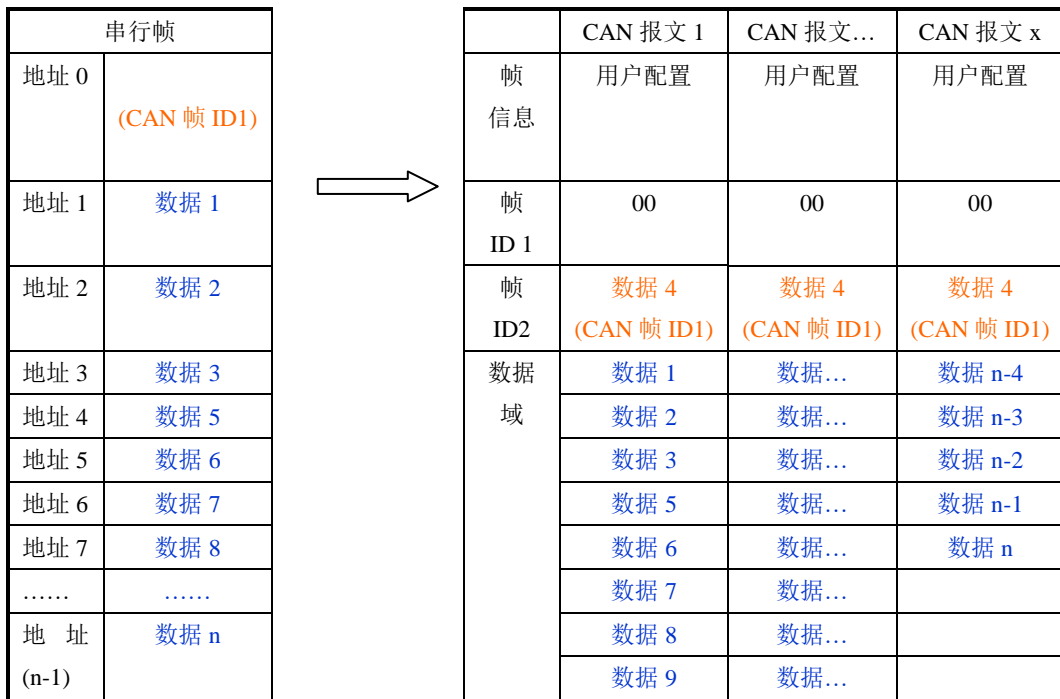 串行帧
地址 0
(CAN 帧 ID1)
地址 1 数据 1
地址 2 数据 2
地址 3 数据 3
地址 4 数据 5
地址 5 数据 6
地址 6 数据 7
地址 7 数据 8
…… ……
地 址 数据 n
(n-1)
CAN 报文 1 CAN 报文… CAN 报文 x
帧 用户配置 用户配置 用户配置
信息
帧 00 00 00
ID 1
帧 数据 4 数据 4 数据 4
ID2 (CAN 帧 ID1) (CAN 帧 ID1) (CAN 帧 ID1)
数据 数据 1 数据… 数据 n-4
域 数据 2 数据… 数据 n-3
数据 3 数据… 数据 n-2
数据 5 数据… 数据 n-1
数据 6 数据… 数据 n
数据 7 数据…
数据 8 数据…
数据 9 数据…